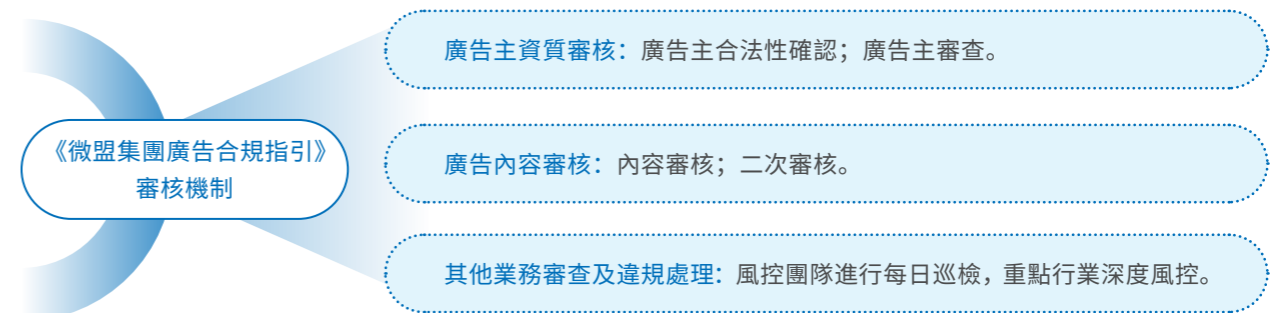 廣告主資質審核：廣告主合法性確認；廣告主審查。
《微盟集團廣告合規指引》
審核機制
廣告內容審核：內容審核；二次審核。
其他業務審查及違規處理：風控團隊進行每日巡檢，重點行業深度風控。